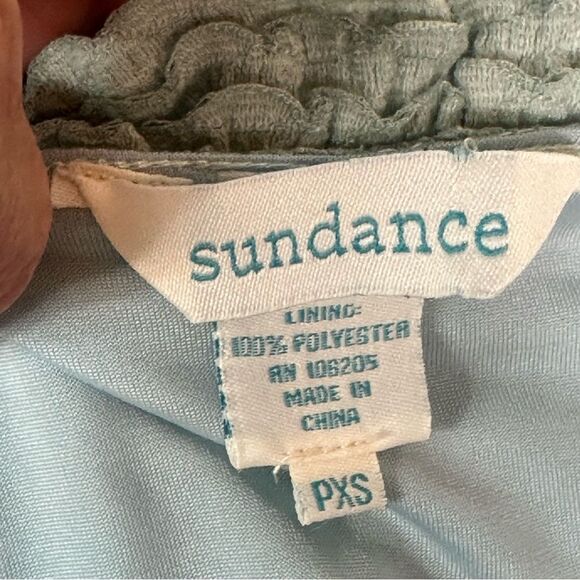 sundance
LINING:
100% POLYESTER
RN 106205
MADE IN
CHINA
PXS